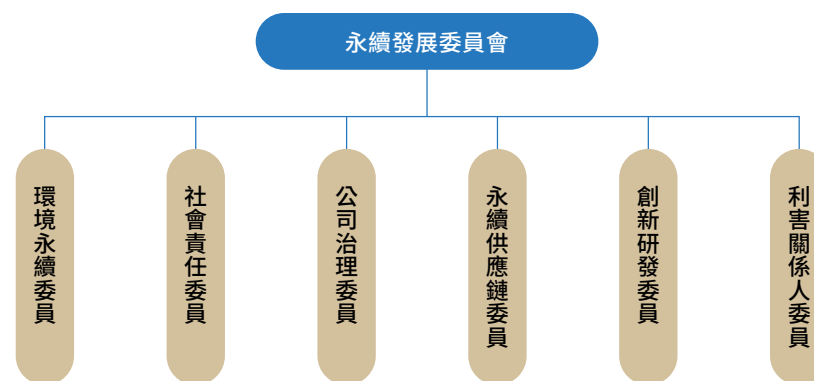 永續發展委員會
環境永續委員
社會責任委員
公司治理委員
永續供應鏈委員
創新研發委員
利害關係人委員